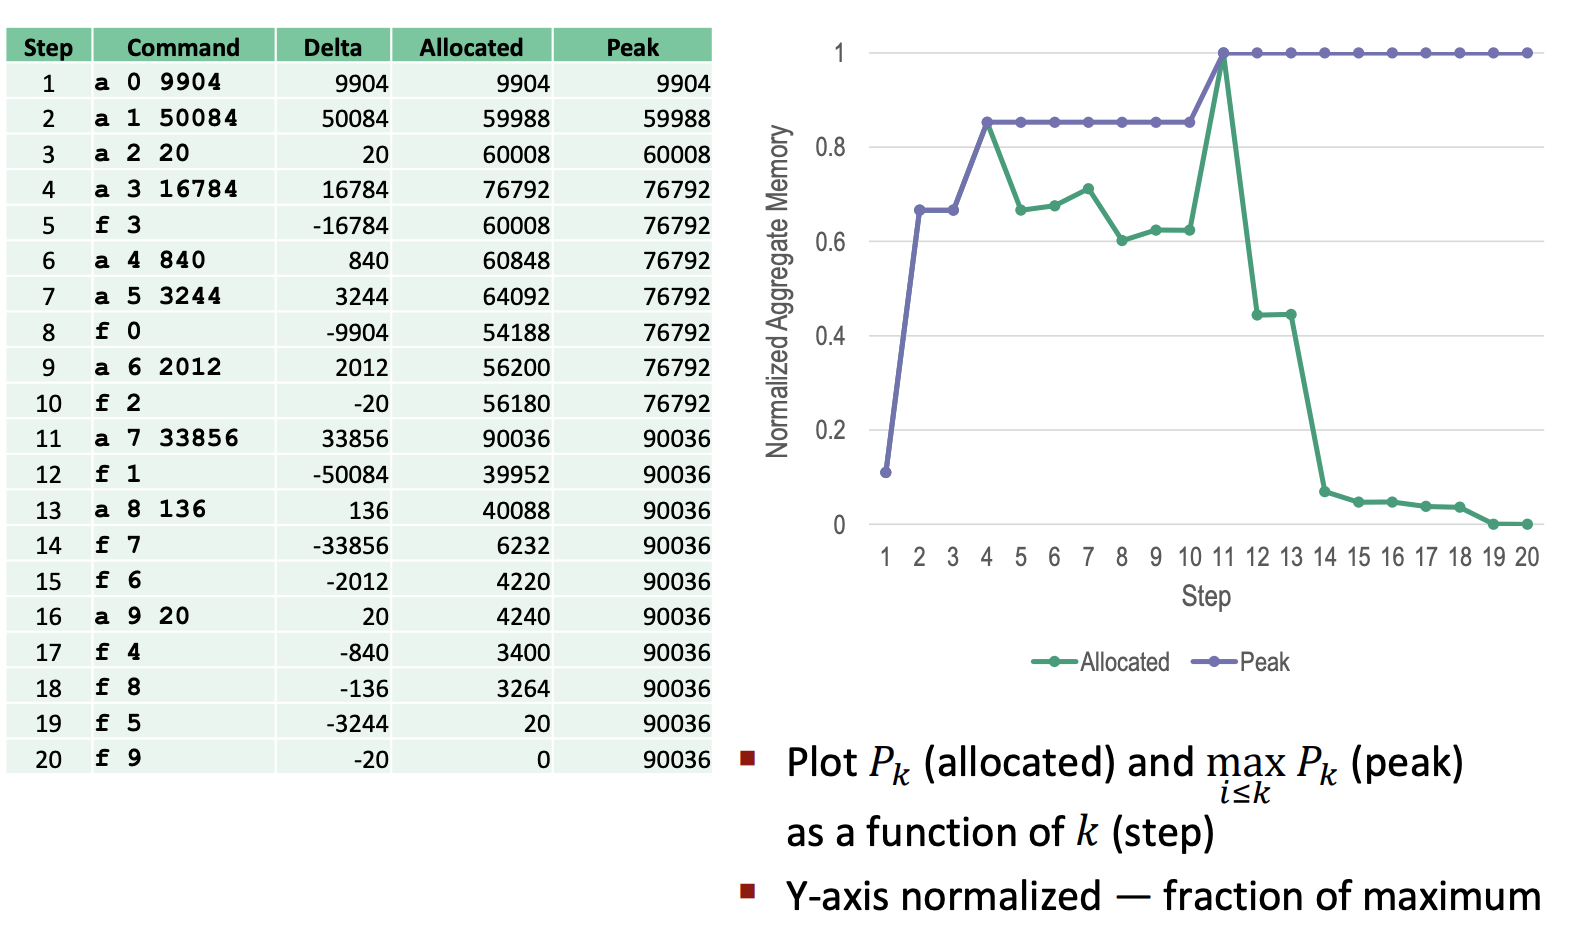 Step Command Delta Allocated Peak
1 a 0 9904 9904 9904 9904
2 a 1 50084 50084 59988 59988
3 a 2 20 20 60008 60008
4 a 3 16784 16784 76792 76792
5 f 3 -16784 60008 76792
6 a 4 840 840 60848 76792
7 a 5 3244 3244 64092 76792
8 f 0 -9904 54188 76792
9 a 6 2012 2012 56200 76792
10 f 2 -20 56180 76792
11 a 7 33856 33856 90036 90036
12 f 1 -50084 39952 90036
13 a 8 136 136 40088 90036
14 f 7 -33856 6232 90036
15 f 6 -2012 4220 90036
16 a 9 20 20 4240 90036
17 f 4 -840 3400 90036
18 f 8 -136 3264 90036
19 f 5 -3244 20 90036
20 f 9 -20 0 90036
Normalized Aggregate Memory
1
0.8
0.6
0.4
0.2
0
1 2 3 4 5 6 7 8 9 10 11 12 13 14 15 16 17 18 19 20
Step
Allocated Peak
■ Plot P_k (allocated) and max P_k (peak)
i≤k
as a function of k (step)
■ Y-axis normalized — fraction of maximum